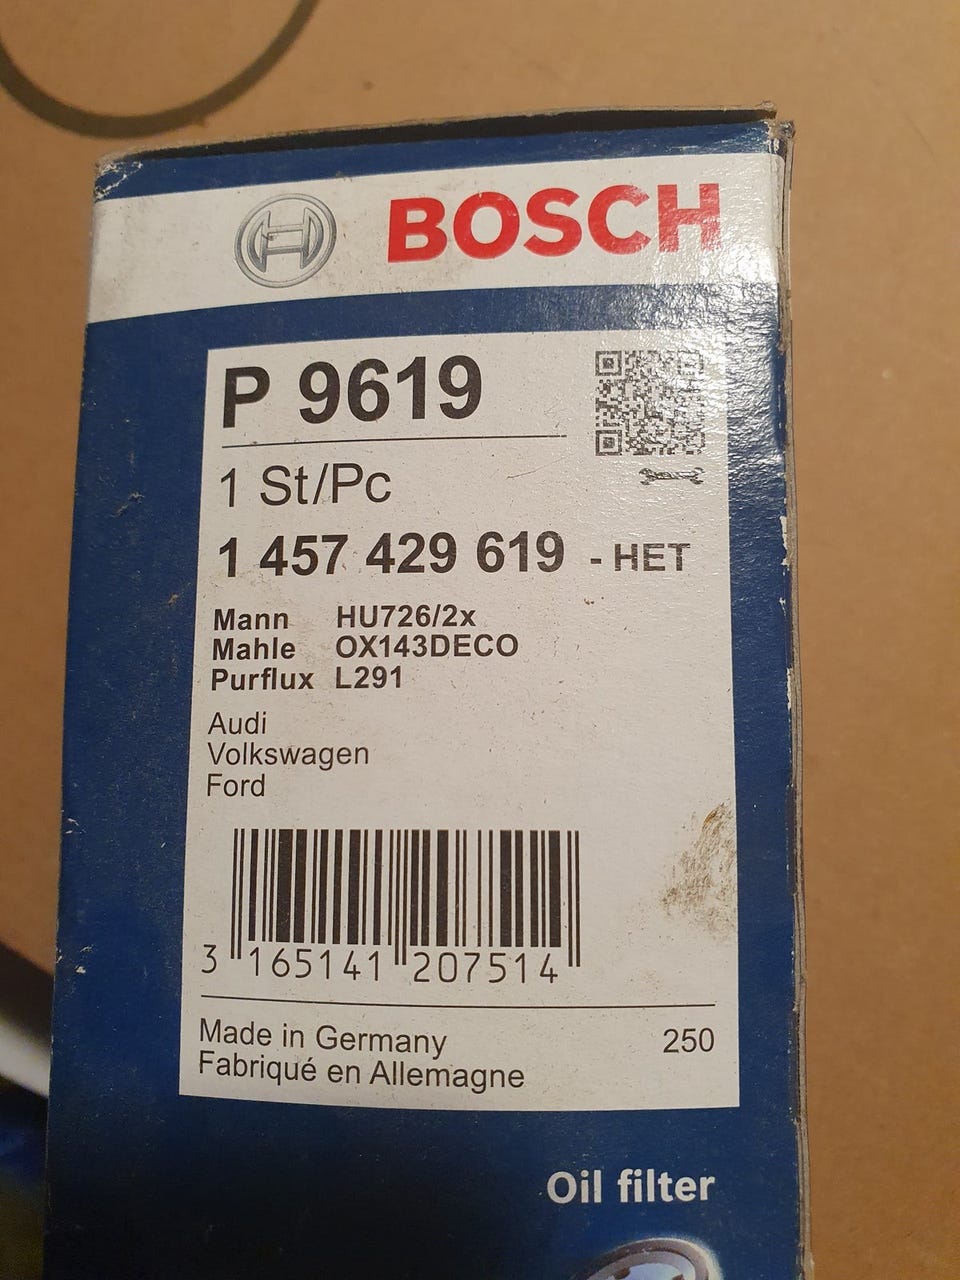 BOSCH
P 9619
1 St/Pc
1 457 429 619 - HET
Mann HU726/2x
Mahle OX143DECO
Purflux L291
Audi
Volkswagen
Ford
3 165141 207514
Made in Germany 250
Fabriqué en Allemagne
Oil filter